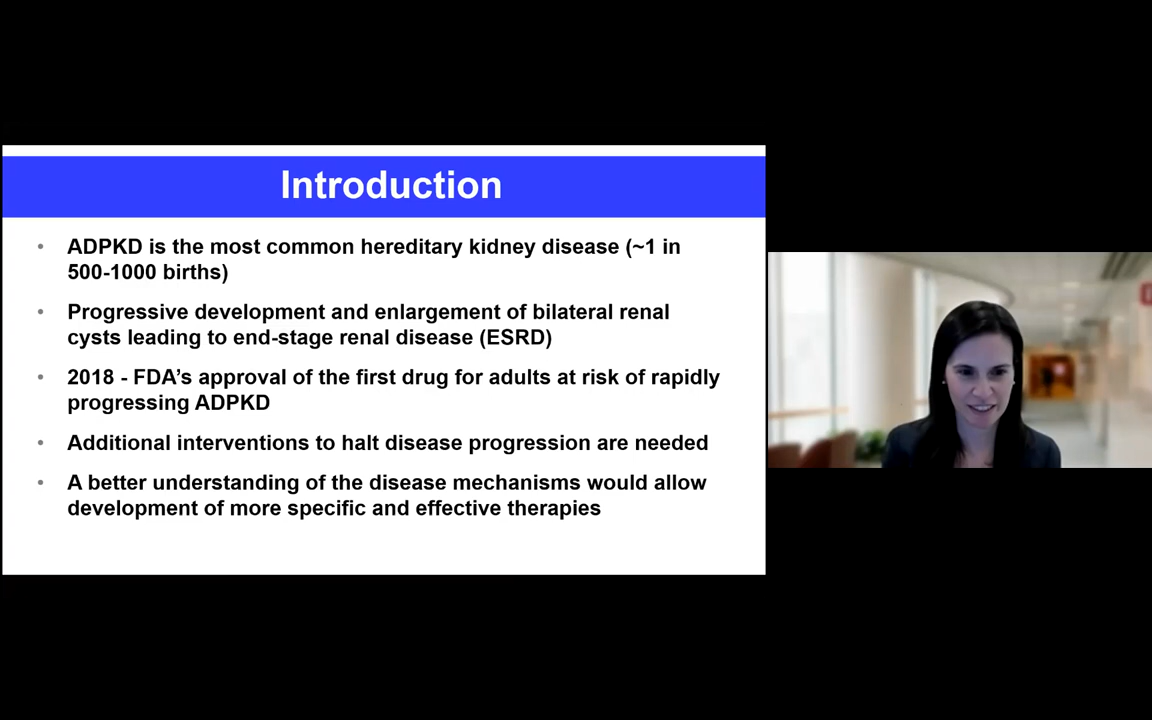 Introduction
• ADPKD is the most common hereditary kidney disease (~1 in
500-1000 births)
• Progressive development and enlargement of bilateral renal
cysts leading to end-stage renal disease (ESRD)
• 2018 - FDA’s approval of the first drug for adults at risk of rapidly
progressing ADPKD
• Additional interventions to halt disease progression are needed
• A better understanding of the disease mechanisms would allow
development of more specific and effective therapies